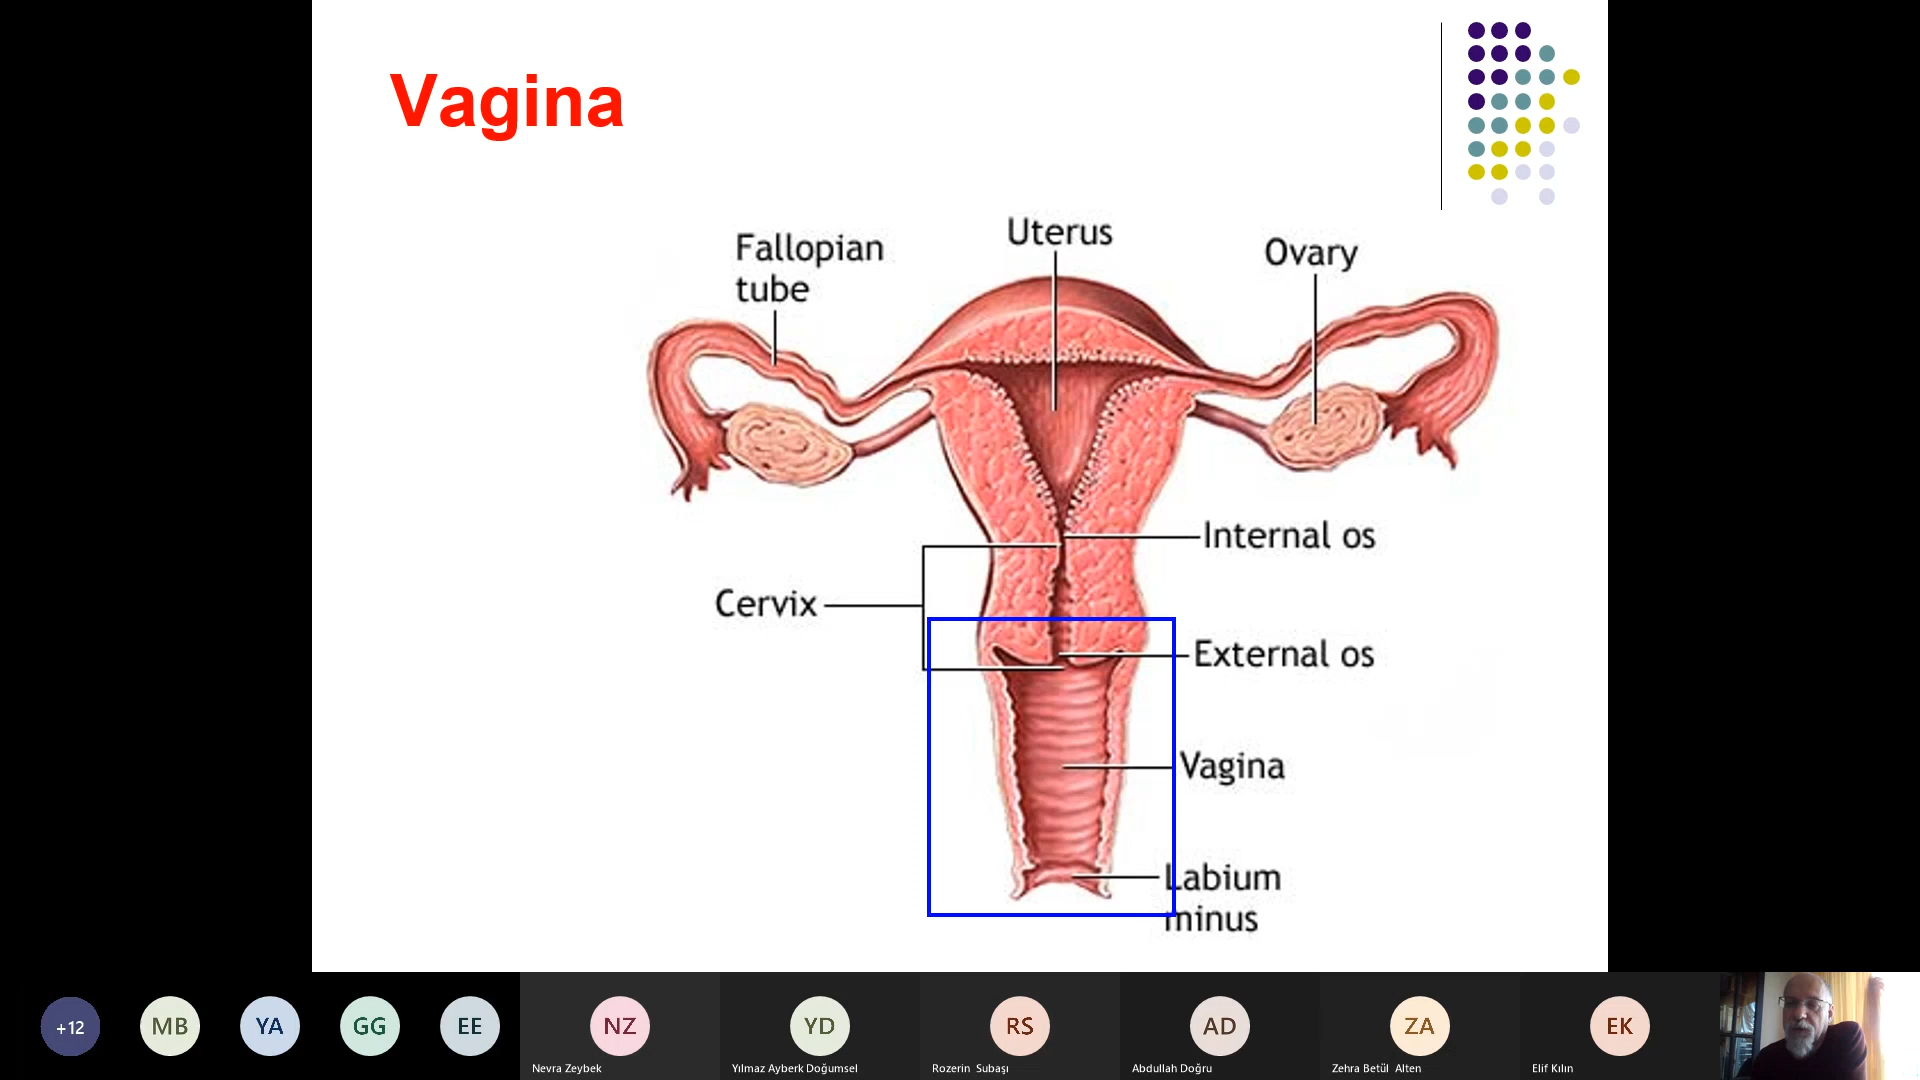 Vagina
Fallopian
tube
Uterus
Ovary
Internal os
Cervix
External os
Vagina
Labium
minus
+12
MB
YA
GG
EE
NZ
YD
RS
AD
ZA
EK
Nevra Zeybek
Yılmaz Ayberk Doğumsel
Rozerin Subaşı
Abdullah Doğru
Zehra Betül Alten
Elif Kılın